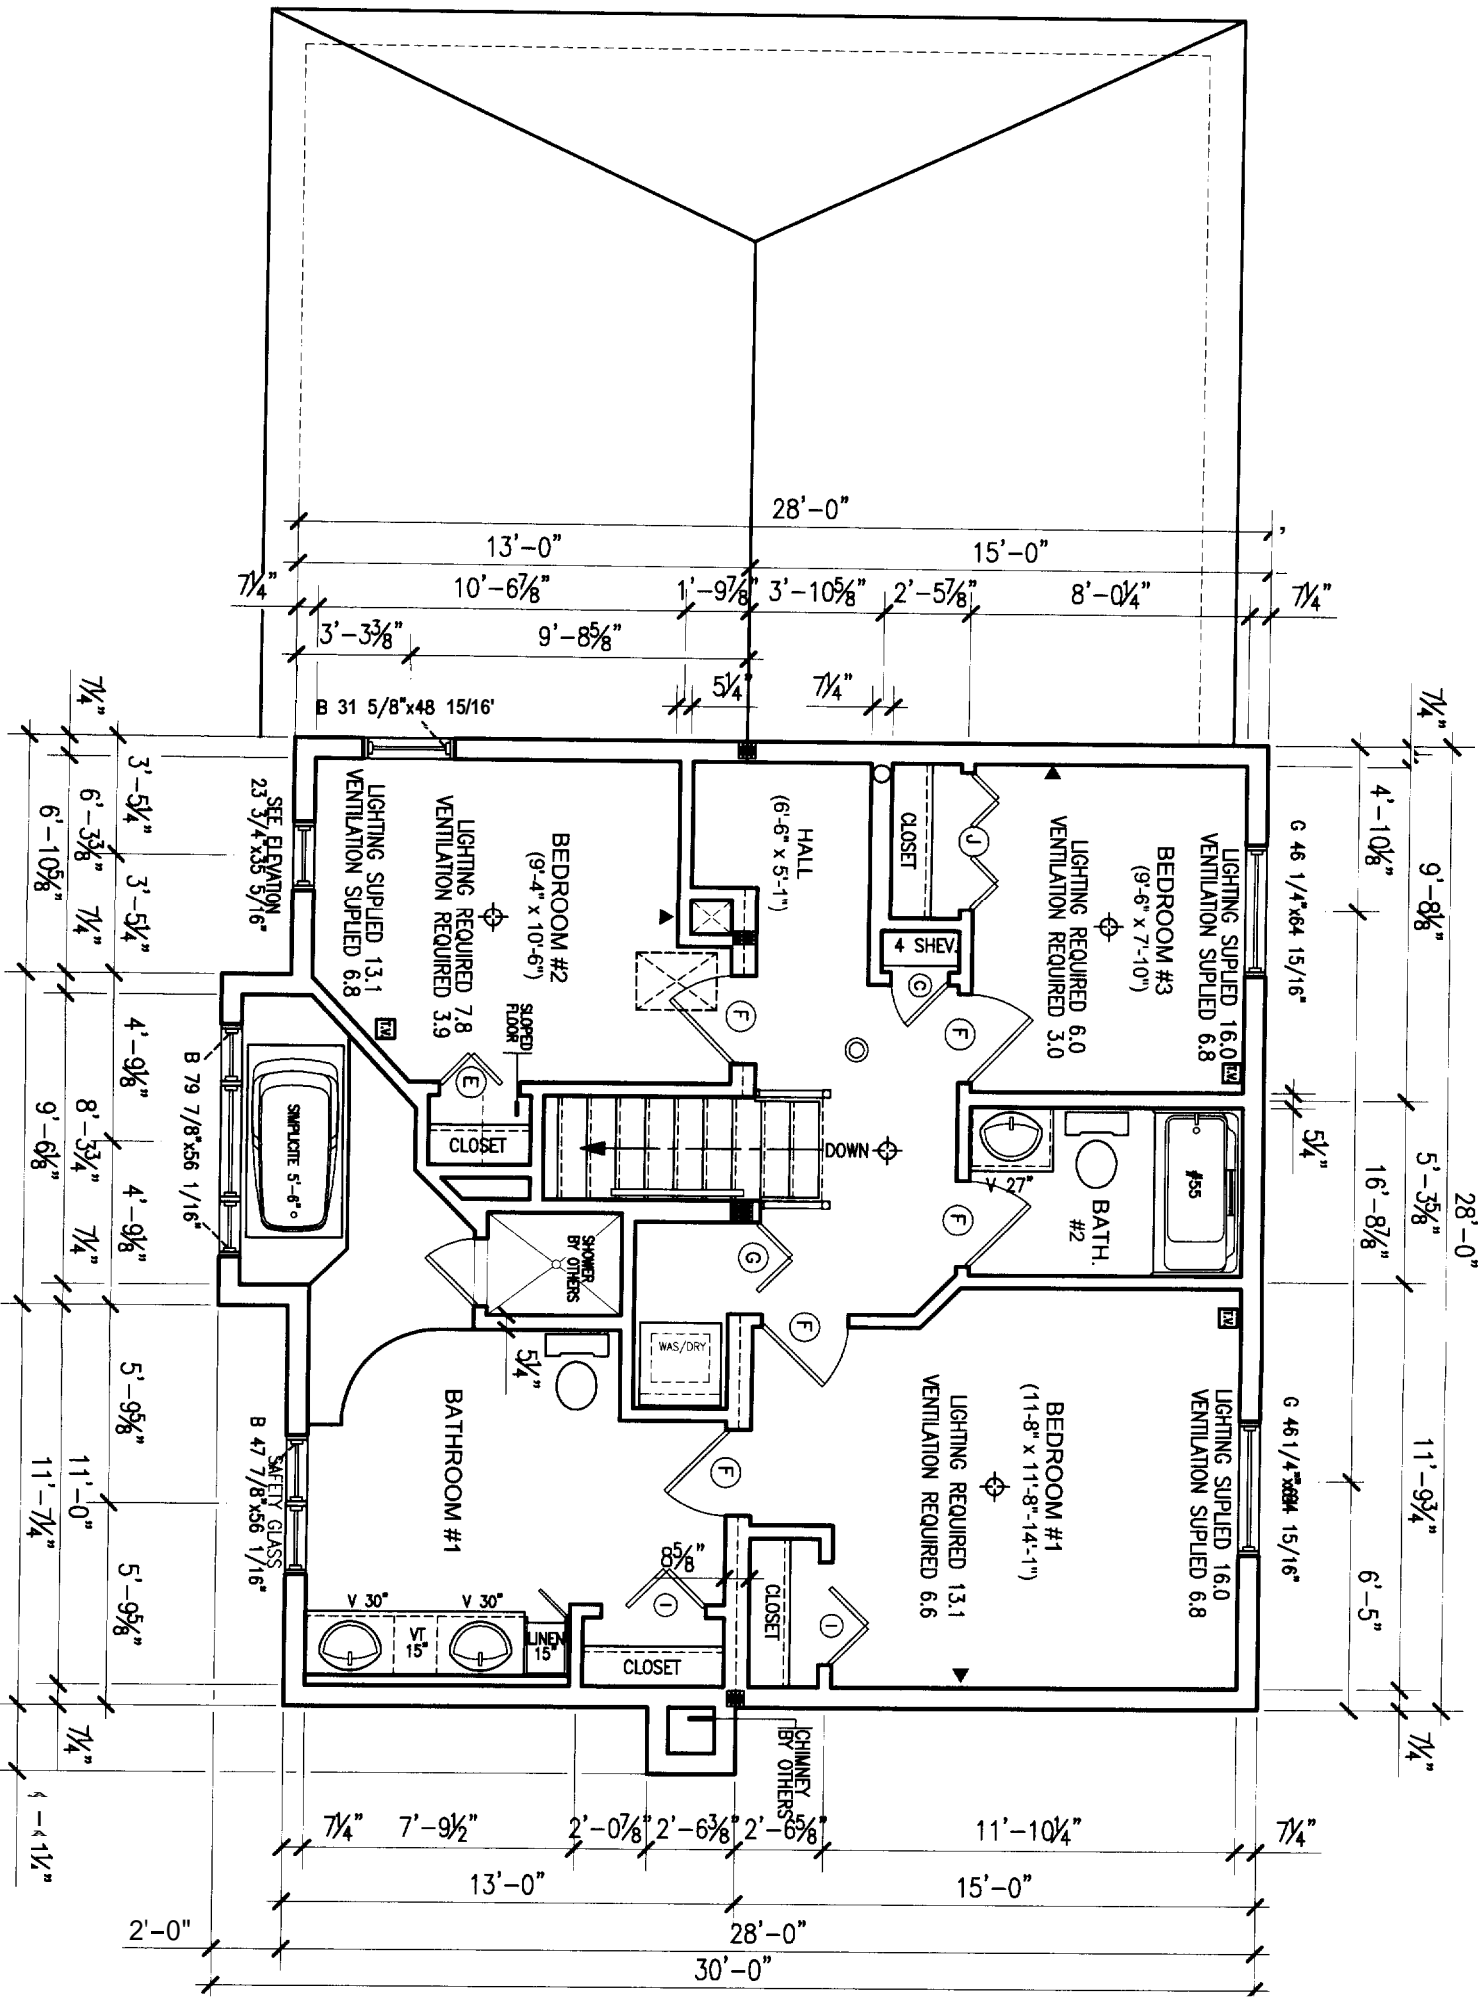 28'-0"
13'-0"
15'-0"
7¼"
10'-6⅞"
1'-9⅞"
3'-10⅝"
2'-5⅞"
8'-0¼"
7¼"
3'-3⅜"
9'-8⅝"
5¼"
7¼"
B 31 5/8"x48 15/16'
7¼"
3'-5¼"
3'-5¼"
6'-3⅜"
7¼"
6'-10⅝"
4'-9⅛"
4'-9⅛"
8'-3¾"
7¼"
9'-6⅛"
5'-9⅝"
5'-9⅝"
11'-0"
11'-7¼"
7¼"
SEE ELEVATION
23 3/4"x35 5/16"
B 79 7/8"x56 1/16"
SAFETY GLASS
B 47 7/8"x56 1/16"
LIGHTING SUPLIED 13.1
VENTILATION SUPLIED 6.8
BEDROOM #2
(9'-4" x 10'-6")
LIGHTING REQUIRED 7.8
VENTILATION REQUIRED 3.9
T.V.
SLOPED
FLOOR
E
CLOSET
F
HALL
(6'-6" x 5'-1")
CLOSET
J
4 SHEV.
C
F
BEDROOM #3
(9'-6" x 7'-10")
LIGHTING REQUIRED 6.0
VENTILATION REQUIRED 3.0
LIGHTING SUPLIED 16.0
VENTILATION SUPLIED 6.8
T.V.
G 46 1/4"x64 15/16"
DOWN
V 27"
BATH.
#2
#55
F
G
F
SIMPLICITE 5'-6"
SHOWER
BY OTHERS
WAS/DRY
5¼"
BATHROOM #1
F
T.V.
BEDROOM #1
(11-8" x 11'-8"-14'-1")
LIGHTING REQUIRED 13.1
VENTILATION REQUIRED 6.6
LIGHTING SUPLIED 16.0
VENTILATION SUPLIED 6.8
8⅝"
I
CLOSET
CLOSET
I
V 30"
VT
15"
V 30"
LINEN
15"
CHIMNEY
BY OTHERS
7¼"
4'-10⅛"
9'-8⅛"
5¼"
5'-3⅝"
16'-8⅞"
28'-0"
11'-9¾"
6'-5"
7¼"
7¼"
7'-9½"
2'-0⅞"
2'-6⅜"
2'-6⅝"
11'-10¼"
7¼"
13'-0"
15'-0"
2'-0"
28'-0"
30'-0"